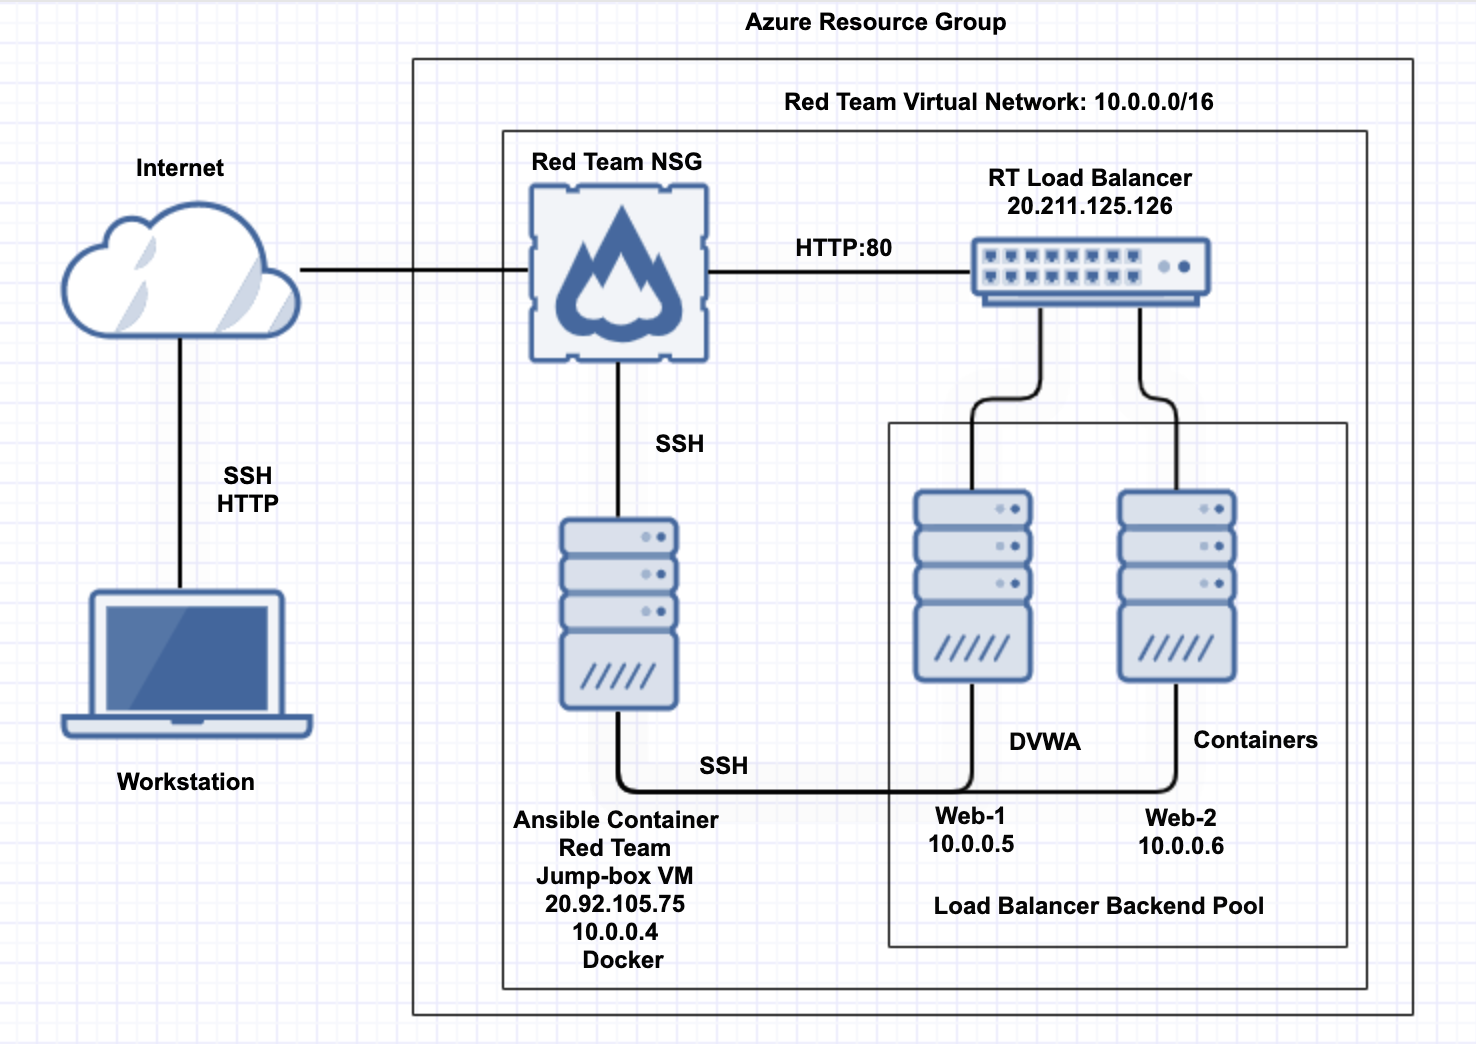 Azure Resource Group
Red Team Virtual Network: 10.0.0.0/16
Internet
Red Team NSG
RT Load Balancer
20.211.125.126
HTTP:80
SSH
SSH
HTTP
Workstation
SSH
DVWA
Containers
Ansible Container
Red Team
Jump-box VM
20.92.105.75
10.0.0.4
Docker
Web-1
10.0.0.5
Web-2
10.0.0.6
Load Balancer Backend Pool